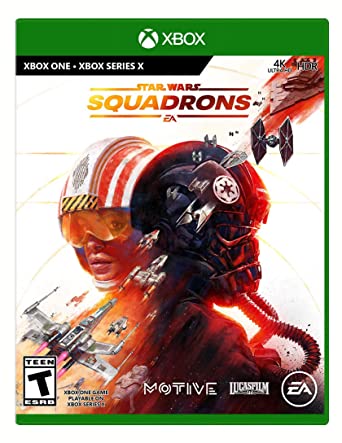 XBOX
XBOX ONE • XBOX SERIES X
4K
ULTRA HD
HDR
STAR WARS
SQUADRONS
EA
TEEN
T
ESRB
XBOX ONE GAME
PLAYABLE ON
XBOX SERIES X
MOTIVE
LUCASFILM
EA